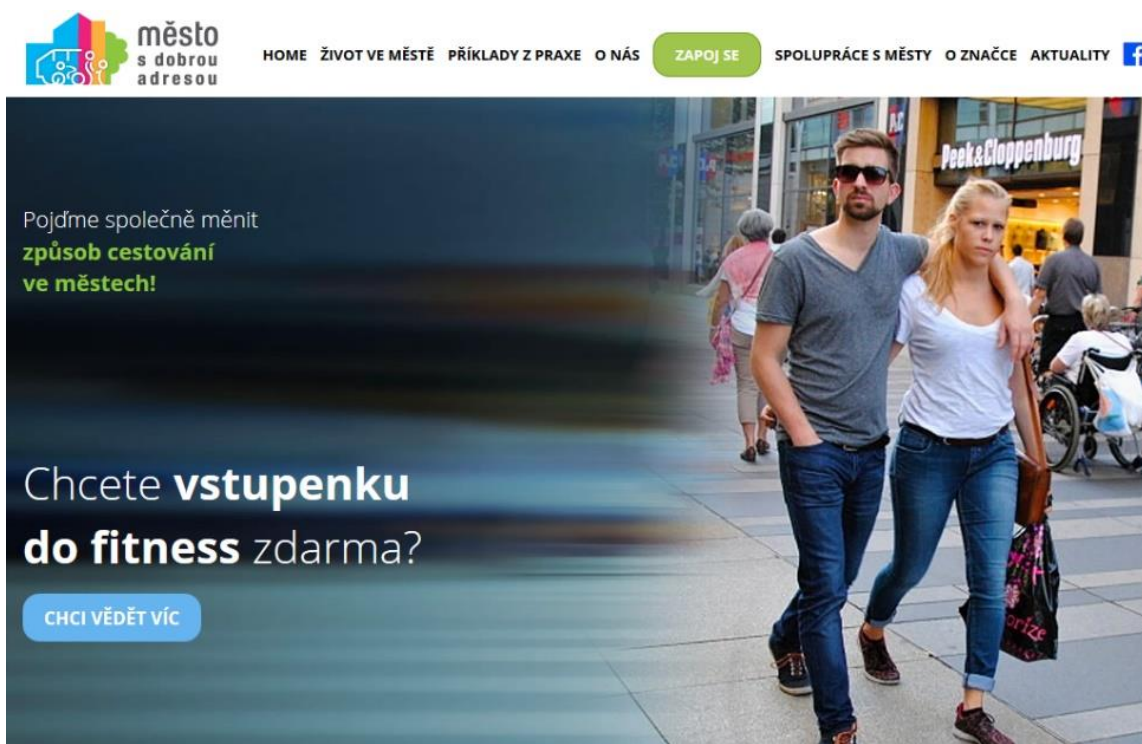 město
s dobrou
adresou
HOME ŽIVOT VE MĚSTĚ PŘÍKLADY Z PRAXE O NÁS ZAPOJ SE SPOLUPRÁCE S MĚSTY O ZNAČCE AKTUALITY f
Peek&Cloppenburg
Pojďme společně měnit
způsob cestování
ve městech!
Chcete vstupenku
do fitness zdarma?
CHCI VĚDĚT VÍC